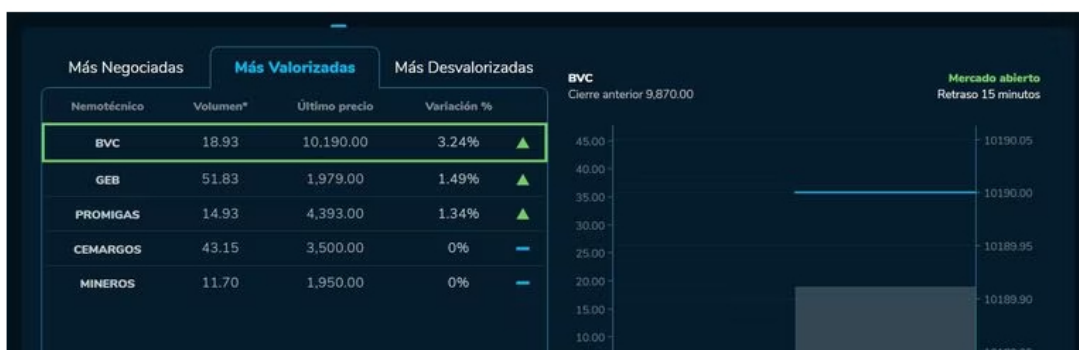 Más Negociadas Más Valorizadas Más Desvalorizadas
Nemotécnico Volumen* Último precio Variación %
BVC 18.93 10,190.00 3.24%
GEB 51.83 1,979.00 1.49%
PROMIGAS 14.93 4,393.00 1.34%
CEMARGOS 43.15 3,500.00 0%
MINEROS 11.70 1,950.00 0%
BVC
Cierre anterior 9,870.00
Mercado abierto
Retraso 15 minutos
45.00
40.00
35.00
30.00
25.00
20.00
15.00
10.00
10190.05
10190.00
10189.95
10189.90